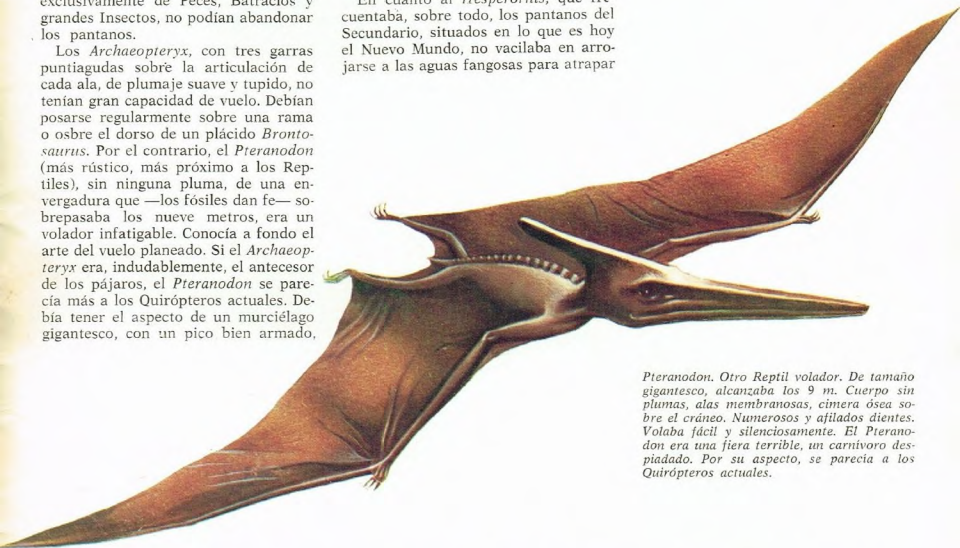 exclusivamente de Peces, Batracios y
grandes Insectos, no podían abandonar
los pantanos.
Los Archaeopteryx, con tres garras
puntiagudas sobre la articulación de
cada ala, de plumaje suave y tupido, no
tenían gran capacidad de vuelo. Debían
posarse regularmente sobre una rama
o osbre el dorso de un plácido Bronto-
saurus. Por el contrario, el Pteranodon
(más rústico, más próximo a los Rep-
tiles), sin ninguna pluma, de una en-
vergadura que —los fósiles dan fe— so-
brepasaba los nueve metros, era un
volador infatigable. Conocía a fondo el
arte del vuelo planeado. Si el Archaeop-
teryx era, indudablemente, el antecesor
de los pájaros, el Pteranodon se pare-
cía más a los Quirópteros actuales. De-
bía tener el aspecto de un murciélago
gigantesco, con un pico bien armado,
En cuanto al Hesperornis, que fre-
cuentaba, sobre todo, los pantanos del
Secundario, situados en lo que es hoy
el Nuevo Mundo, no vacilaba en arro-
jarse a las aguas fangosas para atrapar
Pteranodon. Otro Reptil volador. De tamaño
gigantesco, alcanzaba los 9 m. Cuerpo sin
plumas, alas membranosas, cimera ósea so-
bre el cráneo. Numerosos y afilados dientes.
Volaba fácil y silenciosamente. El Pterano-
don era una fiera terrible, un carnívoro des-
piadado. Por su aspecto, se parecía a los
Quirópteros actuales.